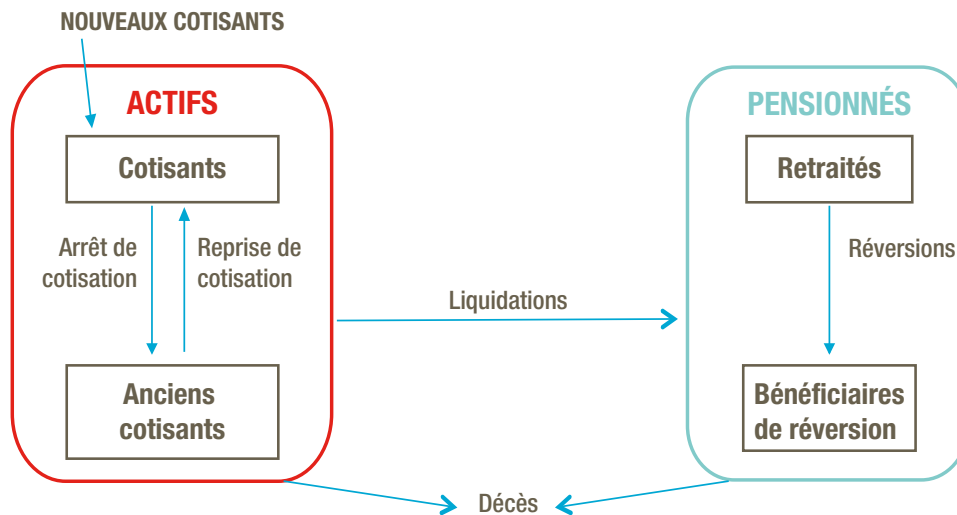 NOUVEAUX COTISANTS
ACTIFS
Cotisants
Arrêt de
cotisation
Reprise de
cotisation
Anciens
cotisants
Liquidations
PENSIONNÉS
Retraités
Réversions
Bénéficiaires
de réversion
Décès